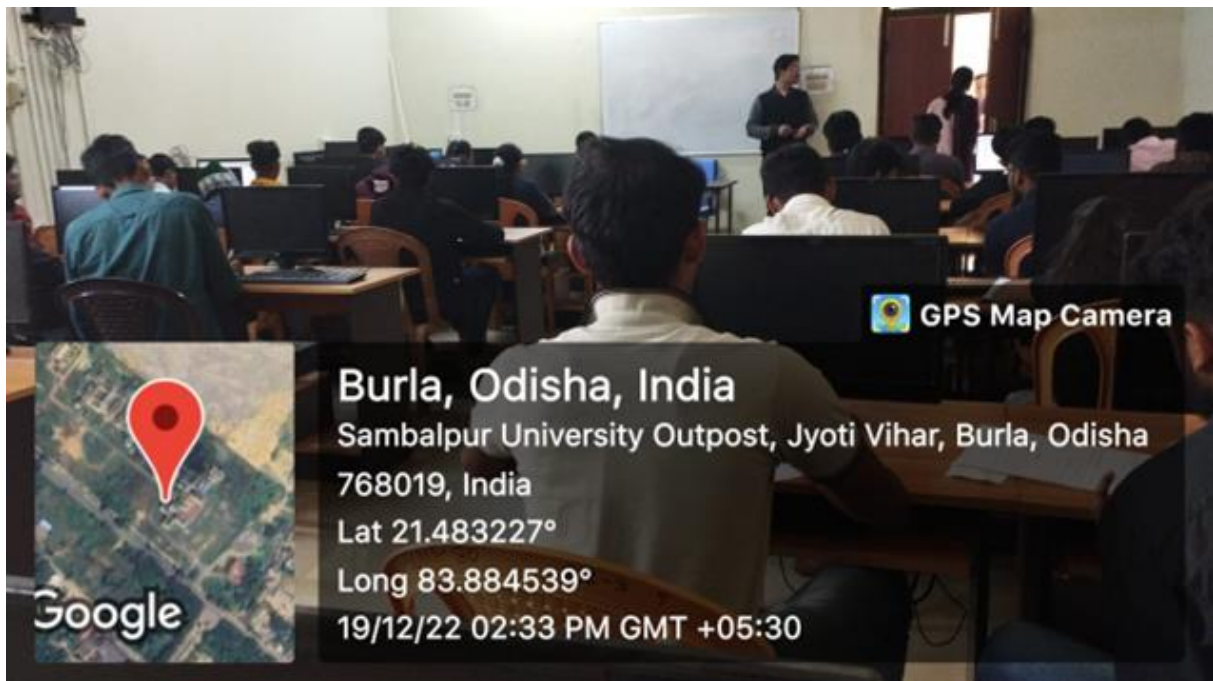 GPS Map Camera
Burla, Odisha, India
Sambalpur University Outpost, Jyoti Vihar, Burla, Odisha
768019, India
Lat 21.483227°
Long 83.884539°
19/12/22 02:33 PM GMT +05:30
Google